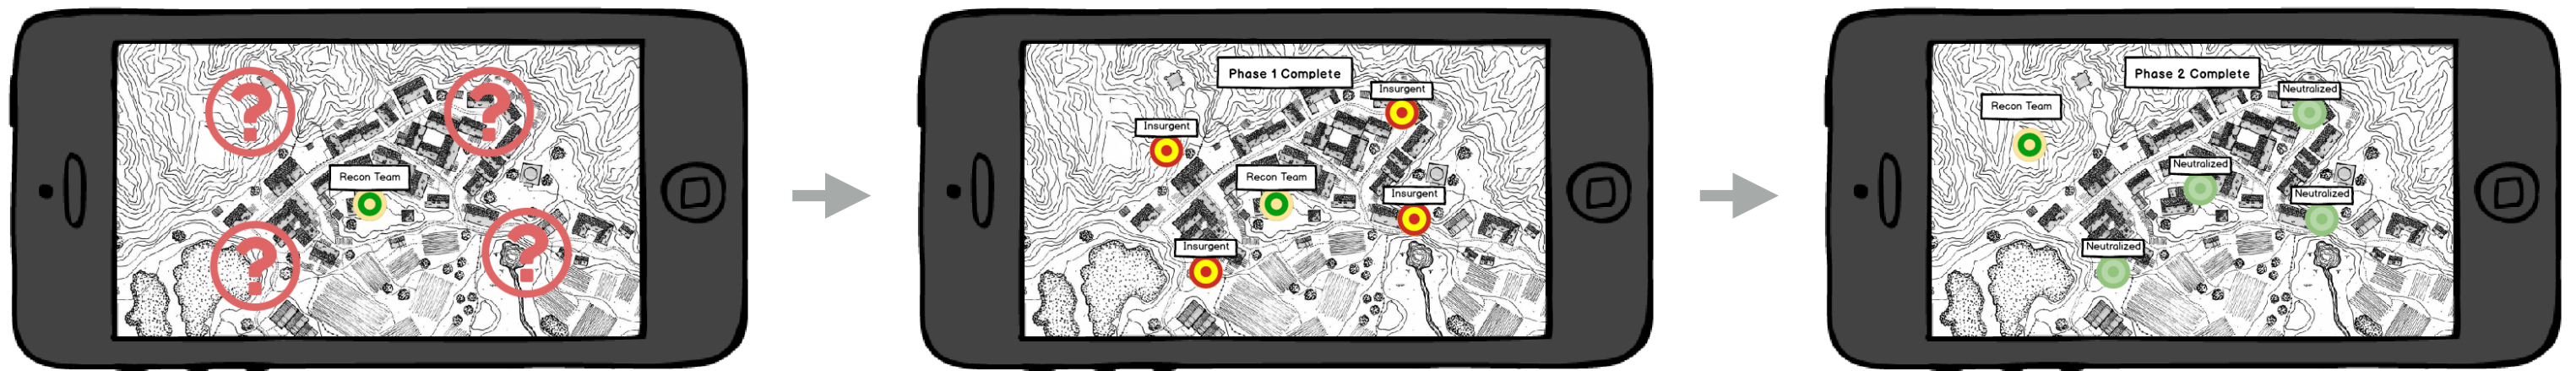 ?
?
Recon Team
?
?
Phase 1 Complete
Insurgent
Insurgent
Recon Team
Insurgent
Insurgent
Phase 2 Complete
Neutralized
Recon Team
Neutralized
Neutralized
Neutralized